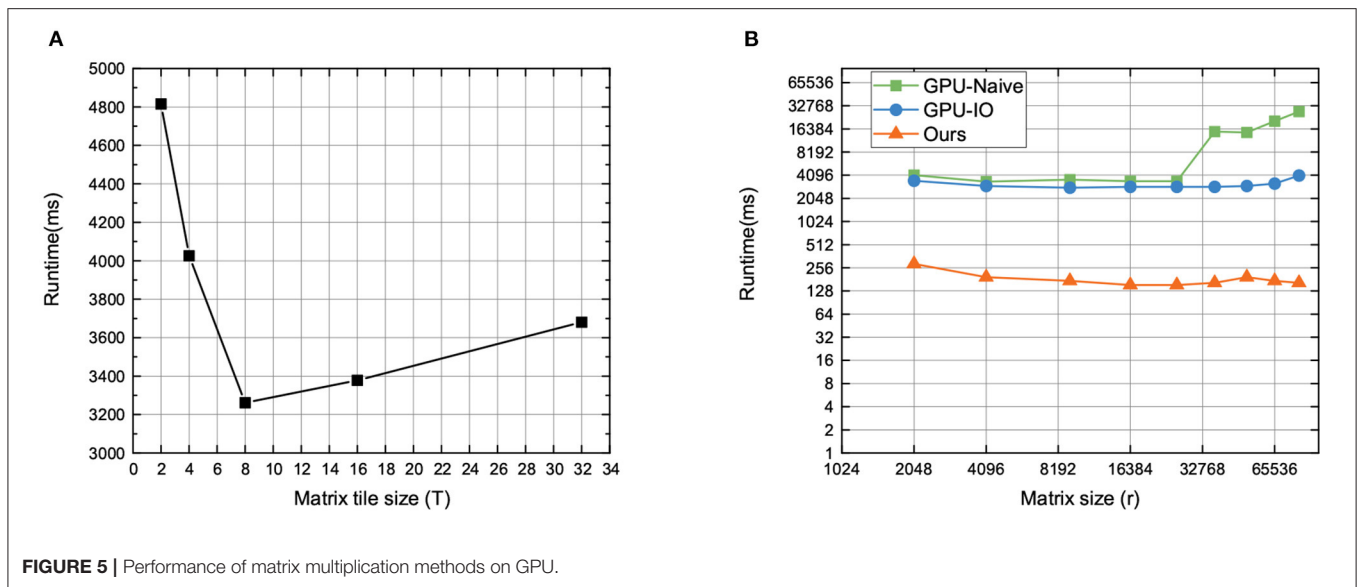 A
5000
4800
4600
4400
4200
4000
3800
3600
3400
3200
3000
Runtime(ms)
0 2 4 6 8 10 12 14 16 18 20 22 24 26 28 30 32 34
Matrix tile size (T)
B
65536
32768
16384
8192
4096
2048
1024
512
256
128
64
32
16
8
4
2
1
Runtime(ms)
GPU-Naive
GPU-IO
Ours
1024 2048 4096 8192 16384 32768 65536
Matrix size (r)
FIGURE 5 | Performance of matrix multiplication methods on GPU.